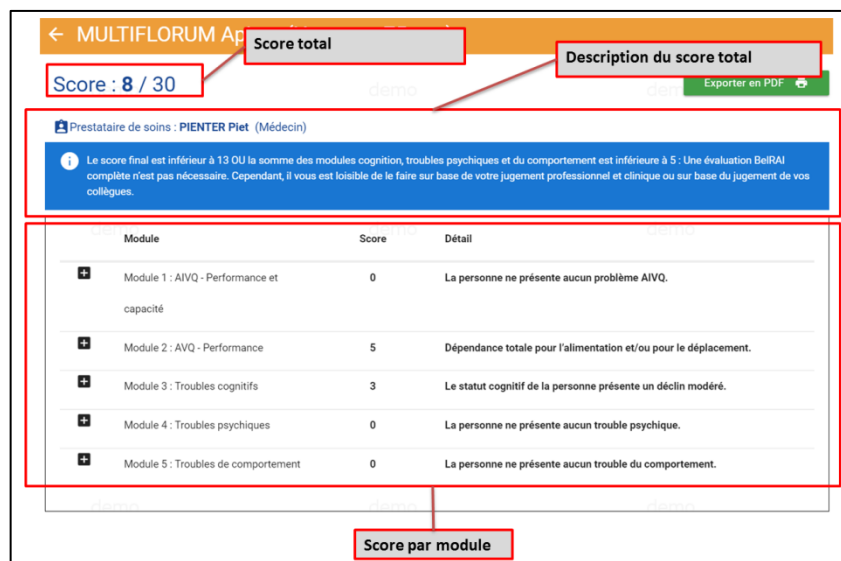 ← MULTIFLORUM
Score total
Description du score total
Score : 8 / 30
demo
Exporter en PDF
Prestataire de soins : PIENTER Piet (Médecin)
Le score final est inférieur à 13 OU la somme des modules cognition, troubles psychiques et du comportement est inférieure à 5 : Une évaluation BelRAI
complète n'est pas nécessaire. Cependant, il vous est loisible de le faire sur base de votre jugement professionnel et clinique ou sur base du jugement de vos
collègues.
Module Score Détail
Module 1 : AIVQ - Performance et
capacité
0 La personne ne présente aucun problème AIVQ.
Module 2 : AVQ - Performance 5 Dépendance totale pour l'alimentation et/ou pour le déplacement.
Module 3 : Troubles cognitifs 3 Le statut cognitif de la personne présente un déclin modéré.
Module 4 : Troubles psychiques 0 La personne ne présente aucun trouble psychique.
Module 5 : Troubles de comportement 0 La personne ne présente aucun trouble du comportement.
demo
demo
Score par module